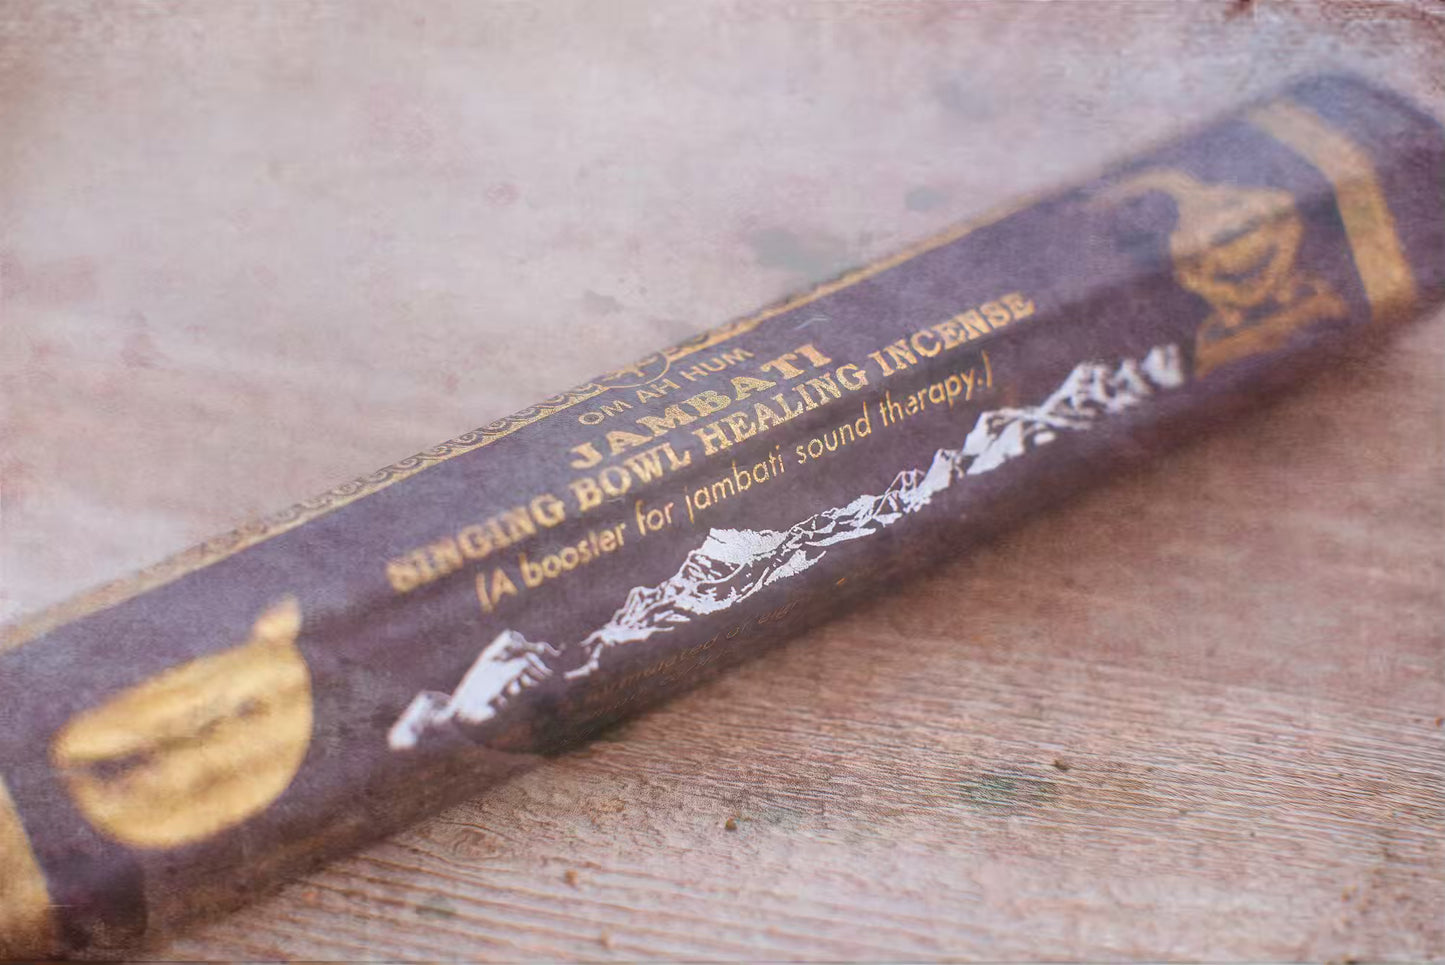 OM AH HUM
JAMBATI
SINGING BOWL HEALING INCENSE
(A booster for jambati sound therapy.)